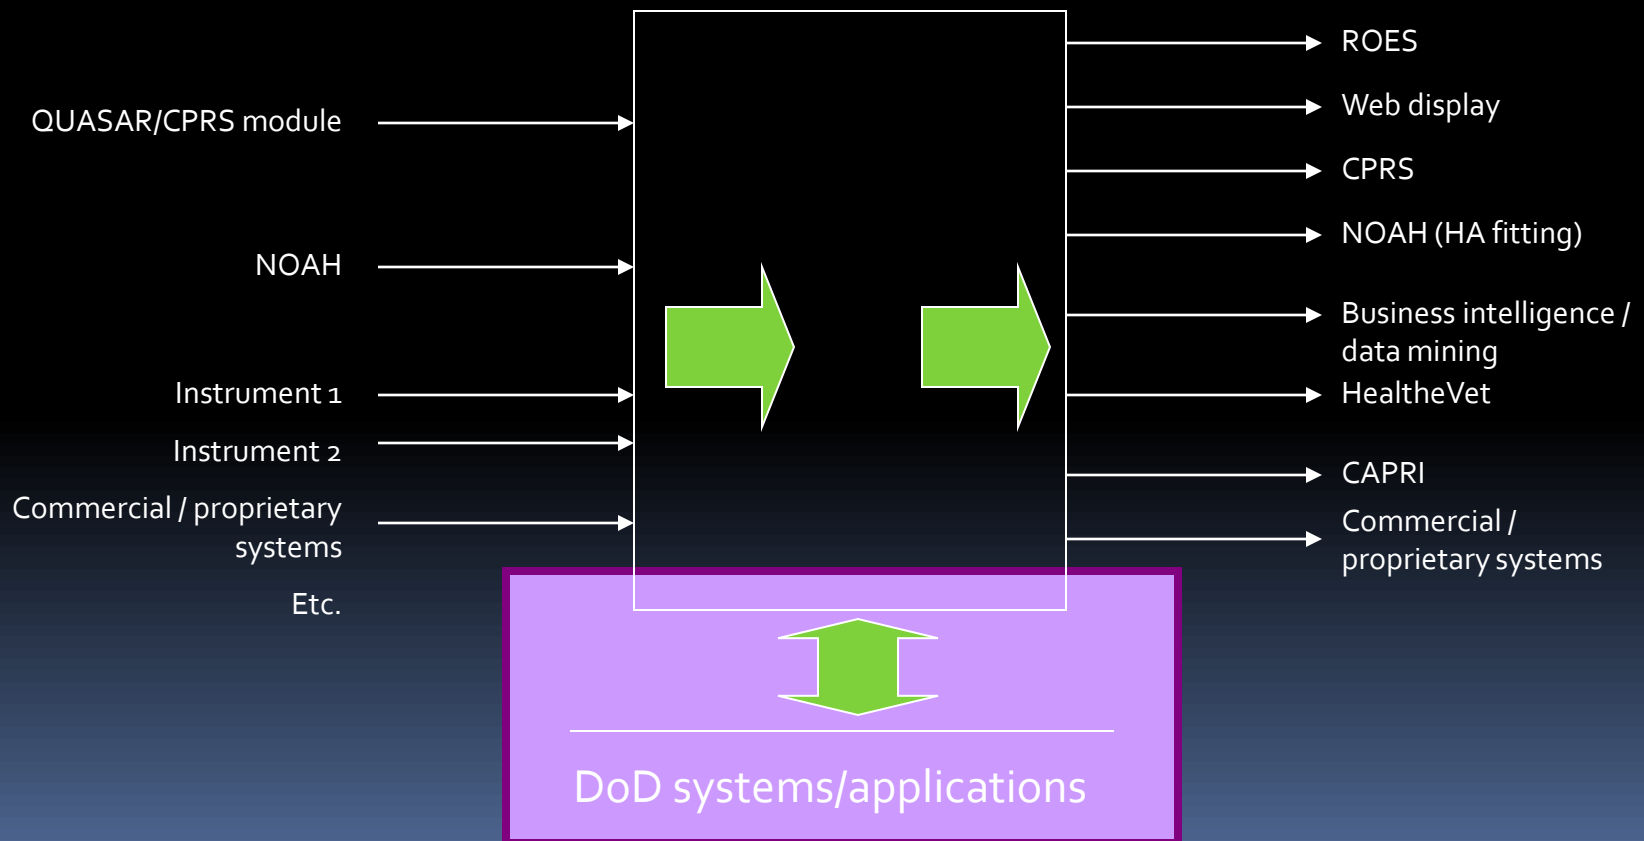 QUASAR/CPRS module
NOAH
Instrument 1
Instrument 2
Commercial / proprietary
systems
Etc.
ROES
Web display
CPRS
NOAH (HA fitting)
Business intelligence /
data mining
HealtheVet
CAPRI
Commercial /
proprietary systems
DoD systems/applications